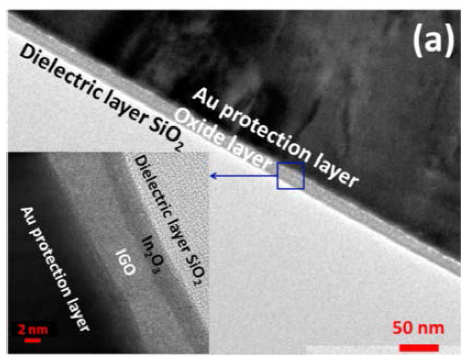 (a)
Dielectric layer SiO₂
Au protection layer
Oxide layer
Dielectric layer SiO₂
In₂O₃
IGO
Au protection layer
2 nm
50 nm